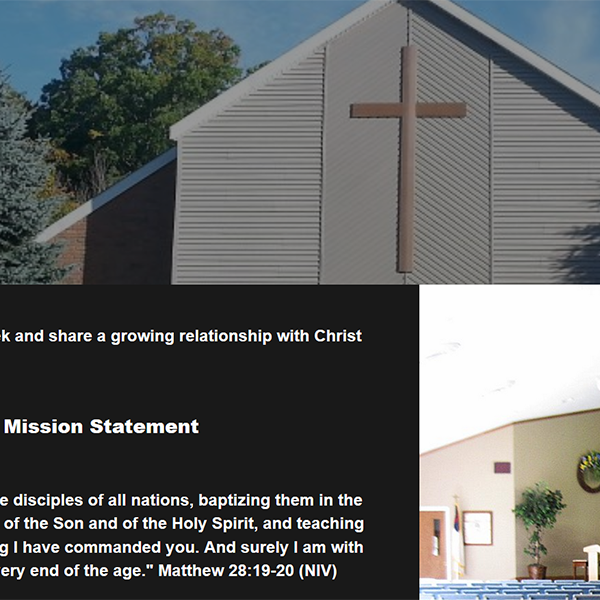 and share a growing relationship with Christ
Mission Statement
disciples of all nations, baptizing them in the
of the Son and of the Holy Spirit, and teaching
I have commanded you. And surely I am with
end of the age." Matthew 28:19-20 (NIV)